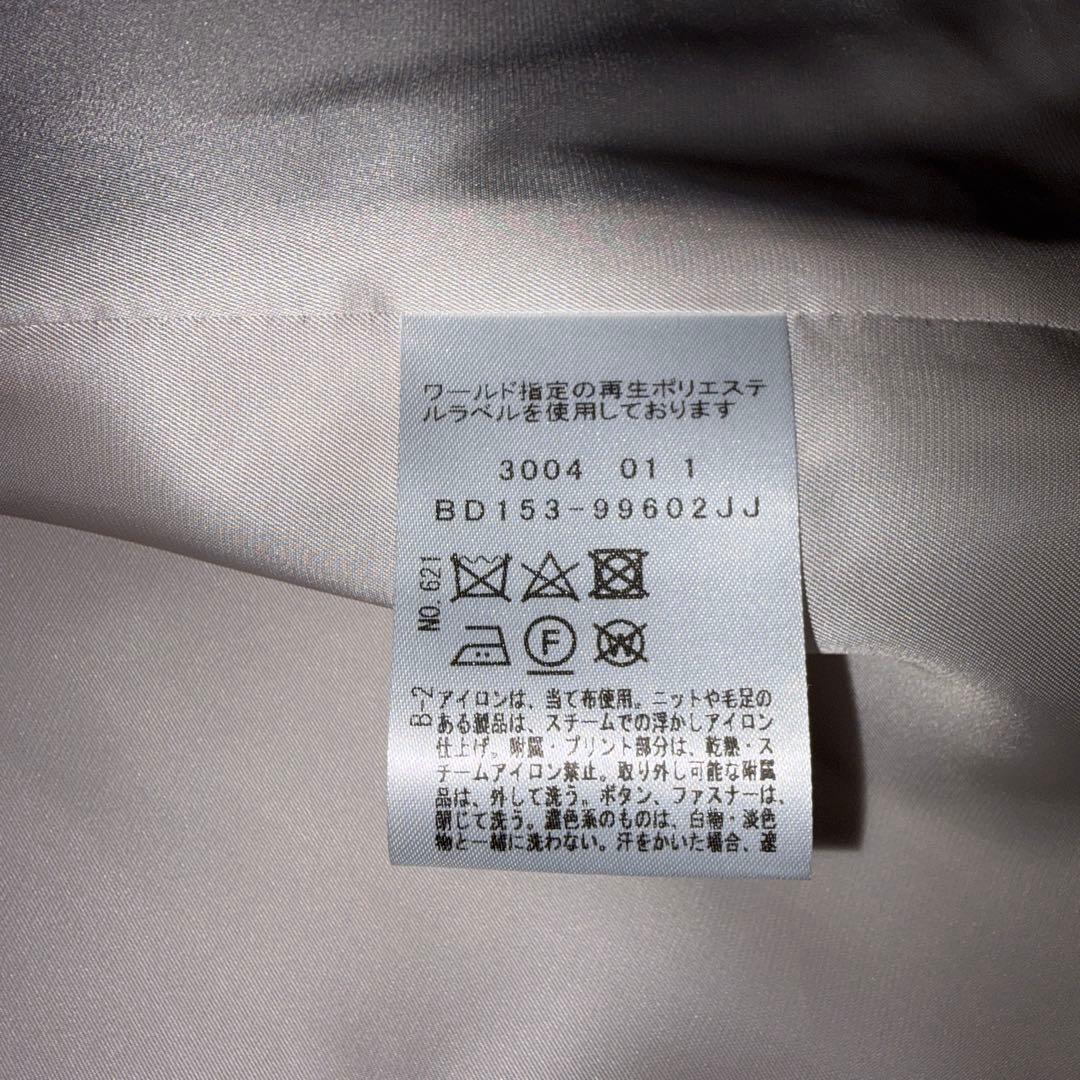 ワールド指定の再生ポリエステ
ルラベルを使用しております
3004 01 1
BD153-99602JJ
NO.621
F
W
B-2
アイロンは、当て布使用。ニットや毛足の
ある製品は、スチームでの浮かしアイロン
仕上げ。附属・プリント部分は、乾熱・ス
チームアイロン禁止。取り外し可能な附属
品は、外して洗う。ボタン、ファスナーは、
閉じて洗う。濃色系のものは、白物・淡色
物と一緒に洗わない。汗をかいた場合、速